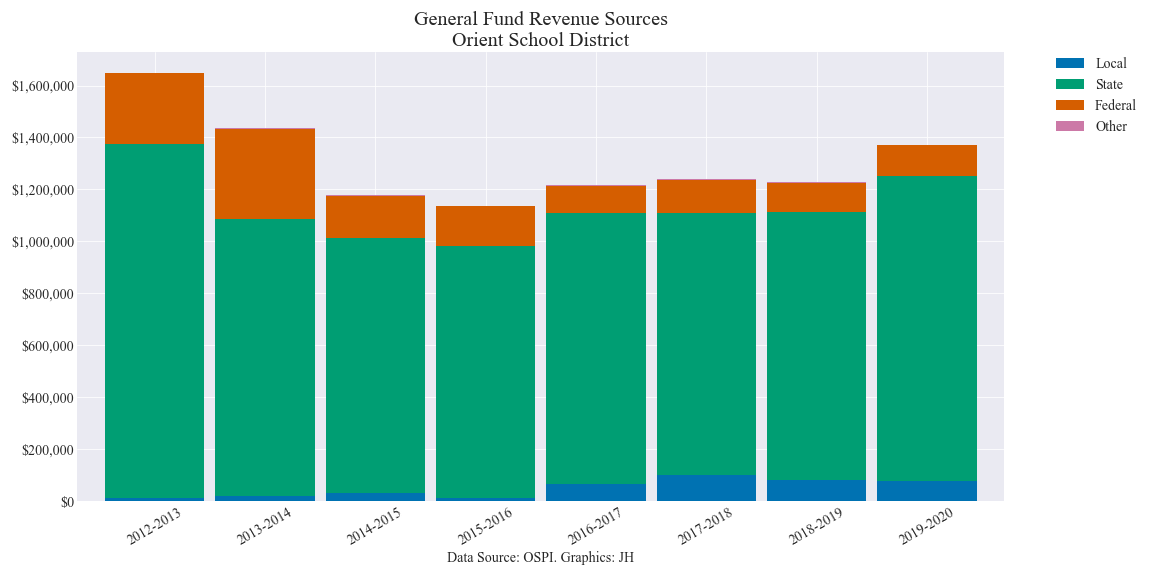 General Fund Revenue Sources
Orient School District
Local
State
Federal
Other
$1,600,000
$1,400,000
$1,200,000
$1,000,000
$800,000
$600,000
$400,000
$200,000
$0
2012-2013
2013-2014
2014-2015
2015-2016
2016-2017
2017-2018
2018-2019
2019-2020
Data Source: OSPI. Graphics: JH